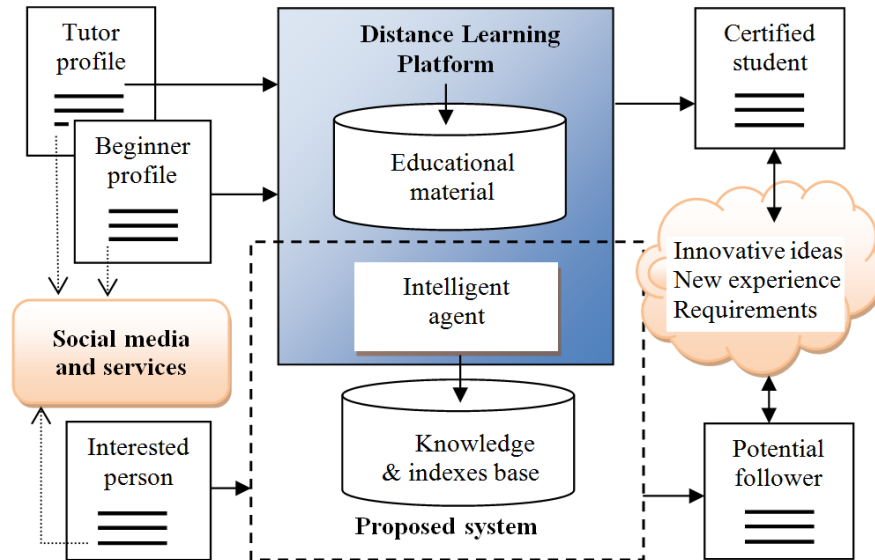 Tutor
profile
Beginner
profile
Social media
and services
Interested
person
Distance Learning
Platform
Educational
material
Intelligent
agent
Knowledge
& indexes base
Proposed system
Certified
student
Innovative ideas
New experience
Requirements
Potential
follower